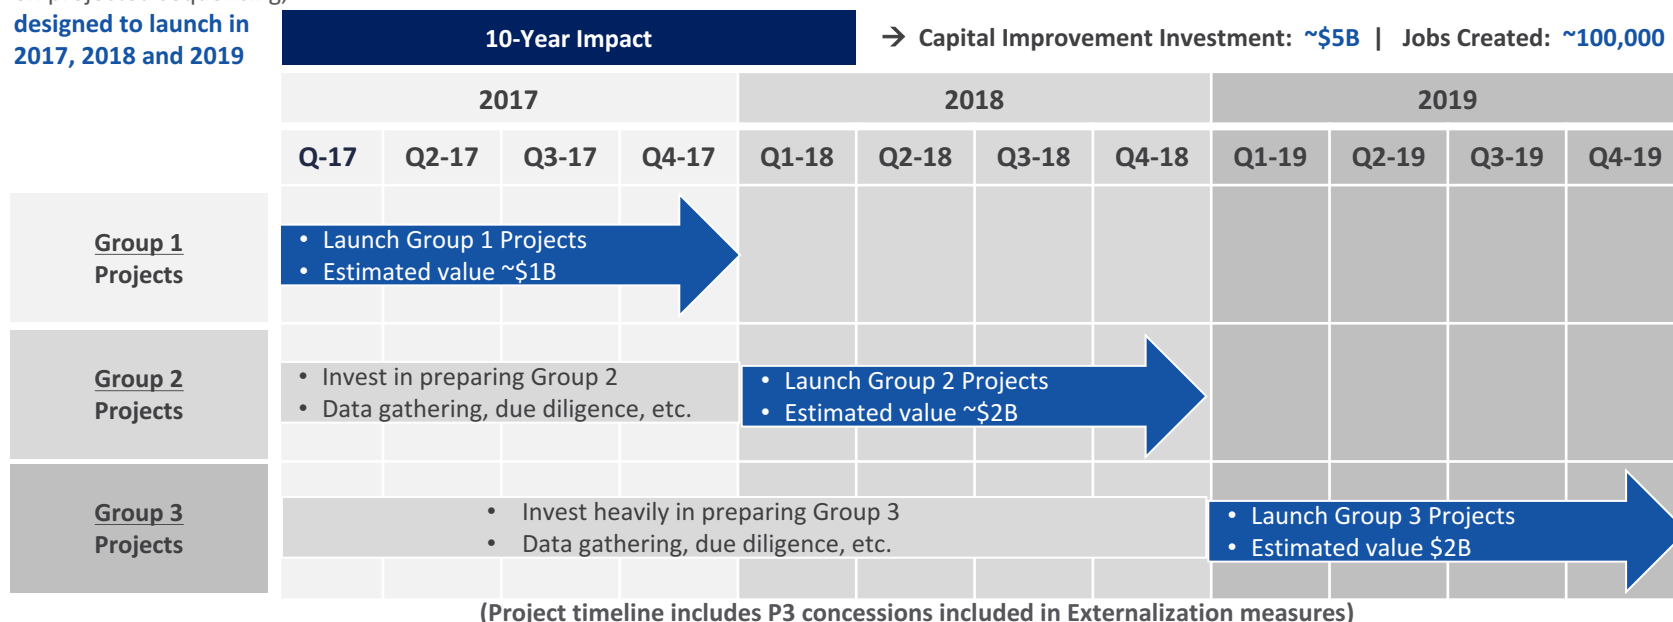 designed to launch in
2017, 2018 and 2019
10-Year Impact
→ Capital Improvement Investment: ~$5B | Jobs Created: ~100,000
2017 2018 2019
Q-17 Q2-17 Q3-17 Q4-17 Q1-18 Q2-18 Q3-18 Q4-18 Q1-19 Q2-19 Q3-19 Q4-19
Group 1
Projects
• Launch Group 1 Projects
• Estimated value ~$1B
Group 2
Projects
• Invest in preparing Group 2
• Data gathering, due diligence, etc.
• Launch Group 2 Projects
• Estimated value ~$2B
Group 3
Projects
• Invest heavily in preparing Group 3
• Data gathering, due diligence, etc.
• Launch Group 3 Projects
• Estimated value $2B
(Project timeline includes P3 concessions included in Externalization measures)